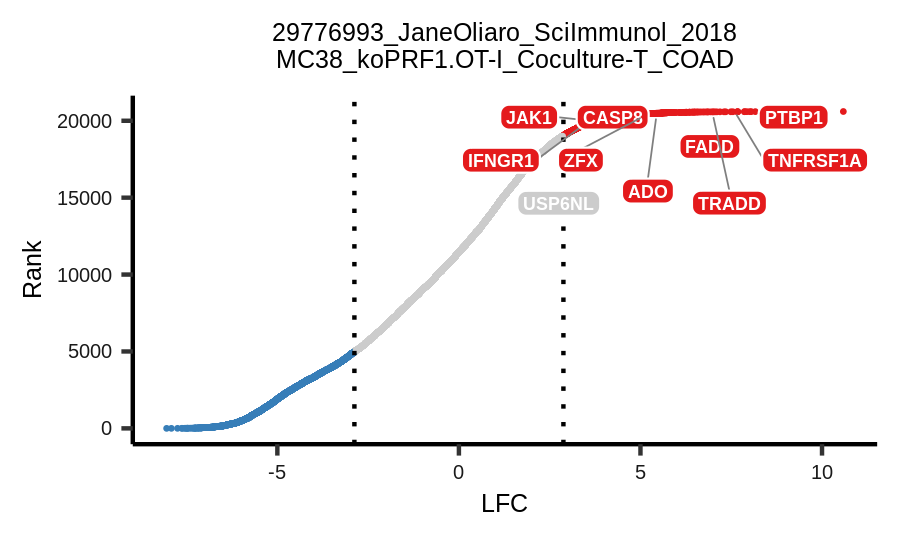 29776993_JaneOliaro_SciImmunol_2018
MC38_koPRF1.OT-I_Coculture-T_COAD
20000
15000
10000
5000
0
Rank
JAK1
CASP8
PTBP1
IFNGR1
ZFX
FADD
TNFRSF1A
ADO
USP6NL
TRADD
-5
0
5
10
LFC